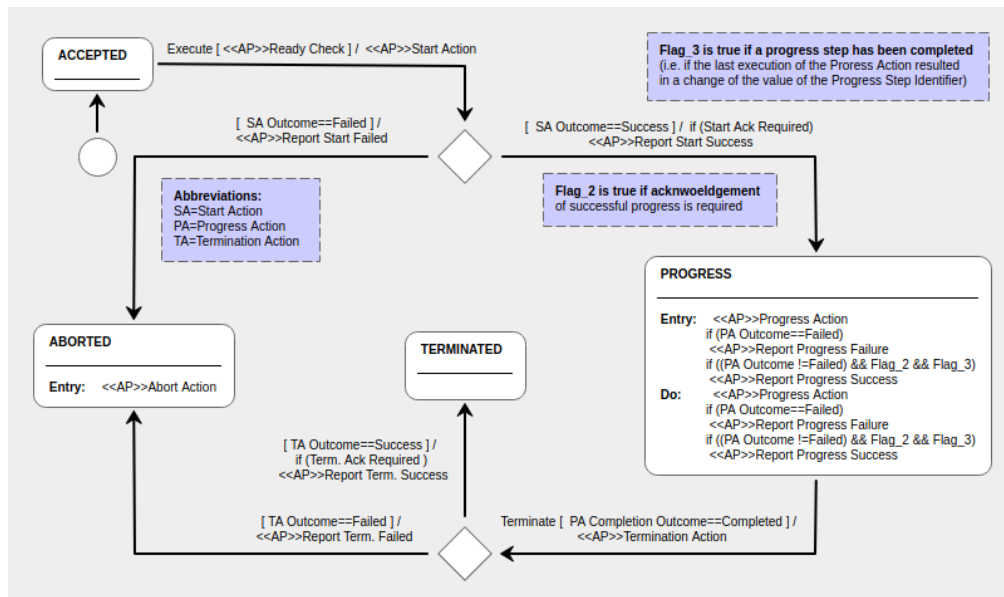 ACCEPTED
Execute [ <<AP>>Ready Check ] / <<AP>>Start Action
Flag_3 is true if a progress step has been completed
(i.e. if the last execution of the Proress Action resulted
in a change of the value of the Progress Step Identifier)
[ SA Outcome==Failed ] /
<<AP>>Report Start Failed
[ SA Outcome==Success ] / if (Start Ack Required)
<<AP>>Report Start Success
Abbreviations:
SA=Start Action
PA=Progress Action
TA=Termination Action
Flag_2 is true if acknwoeldgement
of successful progress is required
PROGRESS
Entry: <<AP>>Progress Action
if (PA Outcome==Failed)
<<AP>>Report Progress Failure
if ((PA Outcome !=Failed) && Flag_2 && Flag_3)
<<AP>>Report Progress Success
Do: <<AP>>Progress Action
if (PA Outcome==Failed)
<<AP>>Report Progress Failure
if ((PA Outcome !=Failed) && Flag_2 && Flag_3)
<<AP>>Report Progress Success
ABORTED
Entry: <<AP>>Abort Action
TERMINATED
[ TA Outcome==Success ] /
if (Term. Ack Required )
<<AP>>Report Term. Success
[ TA Outcome==Failed ] /
<<AP>>Report Term. Failed
Terminate [ PA Completion Outcome==Completed ] /
<<AP>>Termination Action